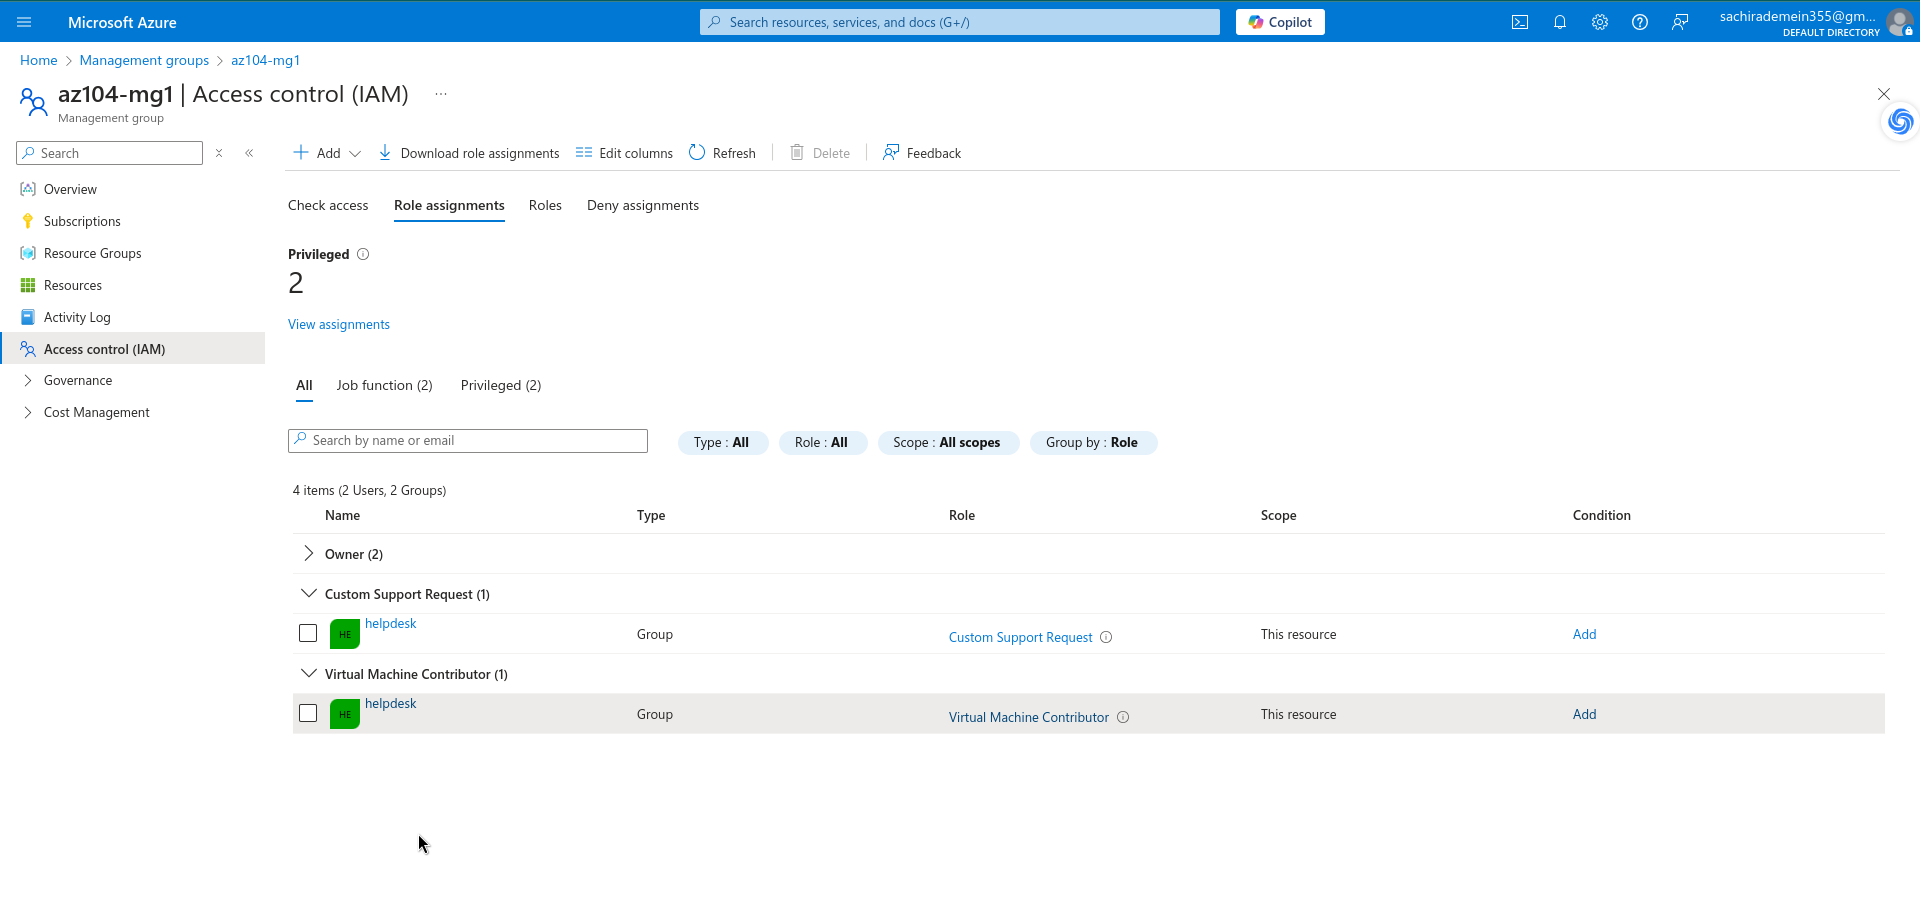 Microsoft Azure
Search resources, services, and docs (G+/)
Copilot
sachirademein355@gm...
DEFAULT DIRECTORY
Home > Management groups > az104-mg1
az104-mg1 | Access control (IAM) ...
Management group
Search
Overview
Subscriptions
Resource Groups
Resources
Activity Log
Access control (IAM)
Governance
Cost Management
Add Download role assignments Edit columns Refresh Delete Feedback
Check access Role assignments Roles Deny assignments
Privileged
2
View assignments
All Job function (2) Privileged (2)
Search by name or email Type : All Role : All Scope : All scopes Group by : Role
4 items (2 Users, 2 Groups)
Name Type Role Scope Condition
Owner (2)
Custom Support Request (1)
HE helpdesk Group Custom Support Request This resource Add
Virtual Machine Contributor (1)
HE helpdesk Group Virtual Machine Contributor This resource Add